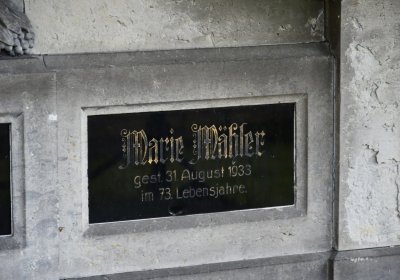 Marie Mähler
gest. 31 August 1933
im 73. Lebensjahre.